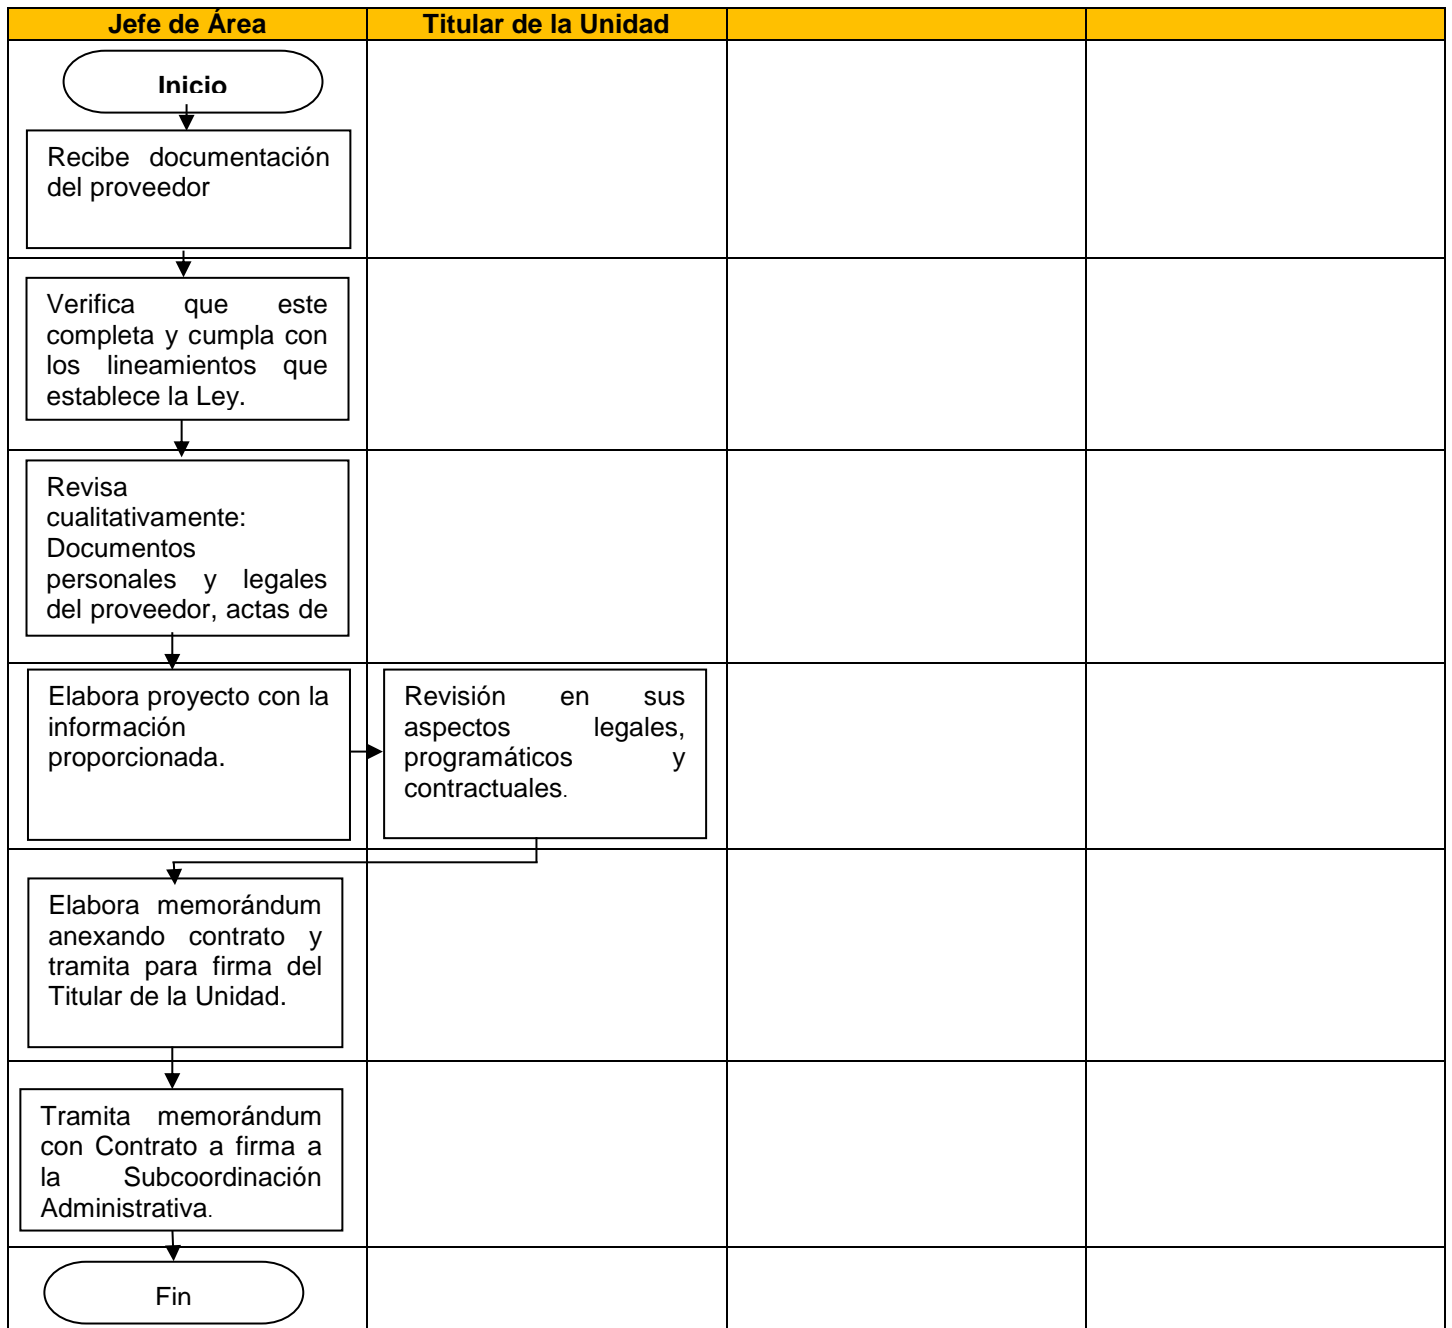 Jefe de Área
Titular de la Unidad
Inicio
Recibe documentación
del proveedor
Verifica que este
completa y cumpla con
los lineamientos que
establece la Ley.
Revisa
cualitativamente:
Documentos
personales y legales
del proveedor, actas de
Elabora proyecto con la
información
proporcionada.
Revisión en sus
aspectos legales,
programáticos y
contractuales.
Elabora memorándum
anexando contrato y
tramita para firma del
Titular de la Unidad.
Tramita memorándum
con Contrato a firma a
la Subcoordinación
Administrativa.
Fin